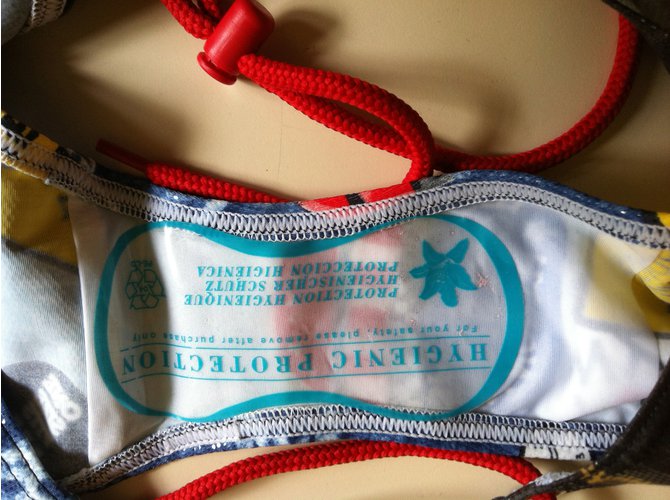 HYGIENIC PROTECTION
For your safety, please remove after purchase only
PROTECTION HYGIENIQUE
HYGIENISCHER SCHUTZ
PROTECCION HIGIENICA